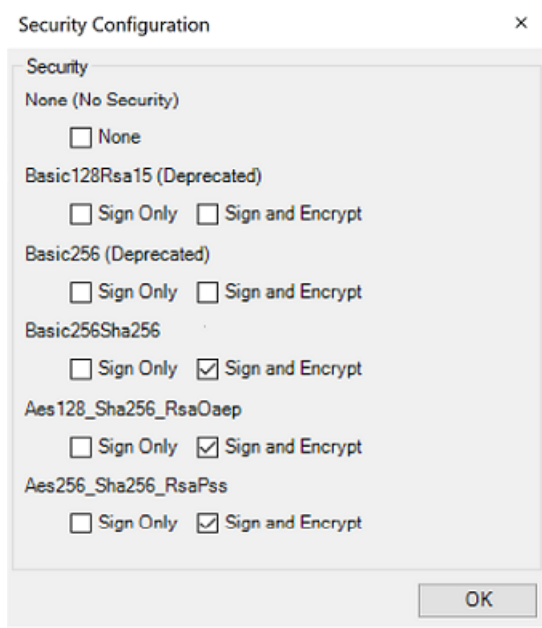 Security Configuration ×
Security
None (No Security)
None
Basic128Rsa15 (Deprecated)
Sign Only Sign and Encrypt
Basic256 (Deprecated)
Sign Only Sign and Encrypt
Basic256Sha256
Sign Only Sign and Encrypt
Aes128_Sha256_RsaOaep
Sign Only Sign and Encrypt
Aes256_Sha256_RsaPss
Sign Only Sign and Encrypt
OK